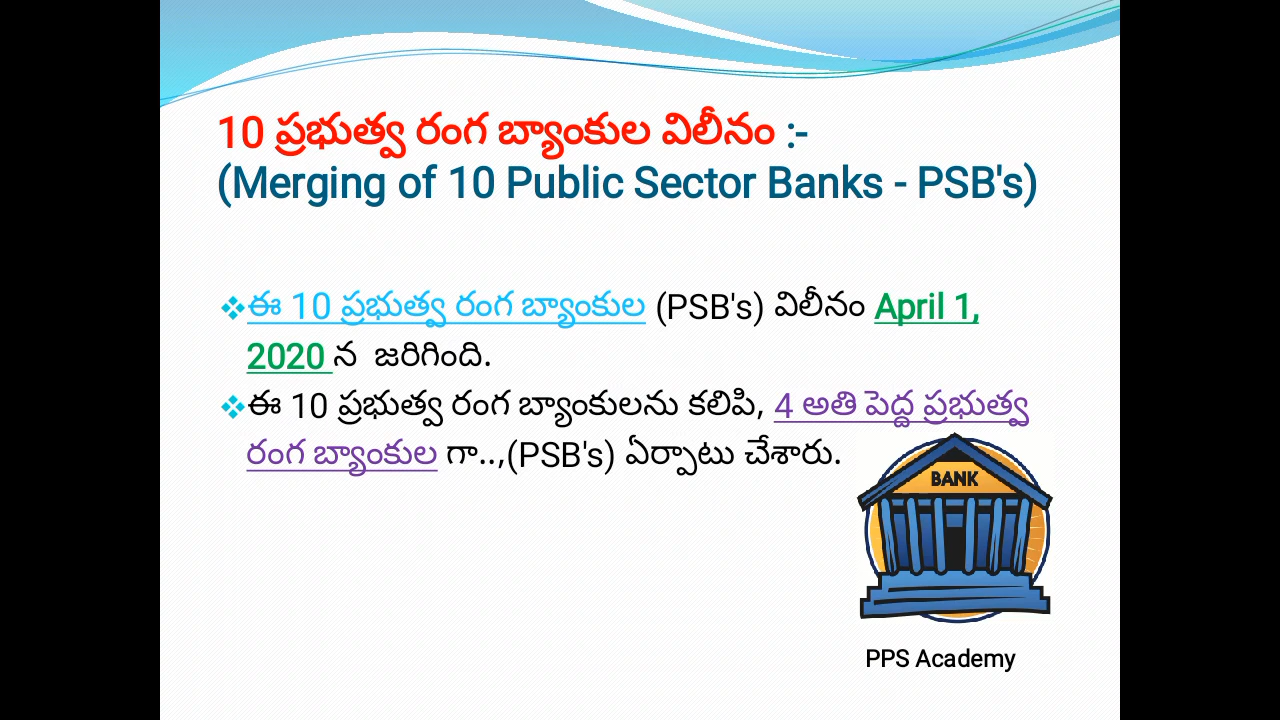 10 ప్రభుత్వ రంగ బ్యాంకుల విలీనం :-
(Merging of 10 Public Sector Banks - PSB's)
❖ఈ 10 ప్రభుత్వ రంగ బ్యాంకుల (PSB's) విలీనం April 1,
2020 న జరిగింది.
❖ఈ 10 ప్రభుత్వ రంగ బ్యాంకులను కలిపి, 4 అతి పెద్ద ప్రభుత్వ
రంగ బ్యాంకుల గా..,(PSB's) ఏర్పాటు చేశారు.
BANK
PPS Academy